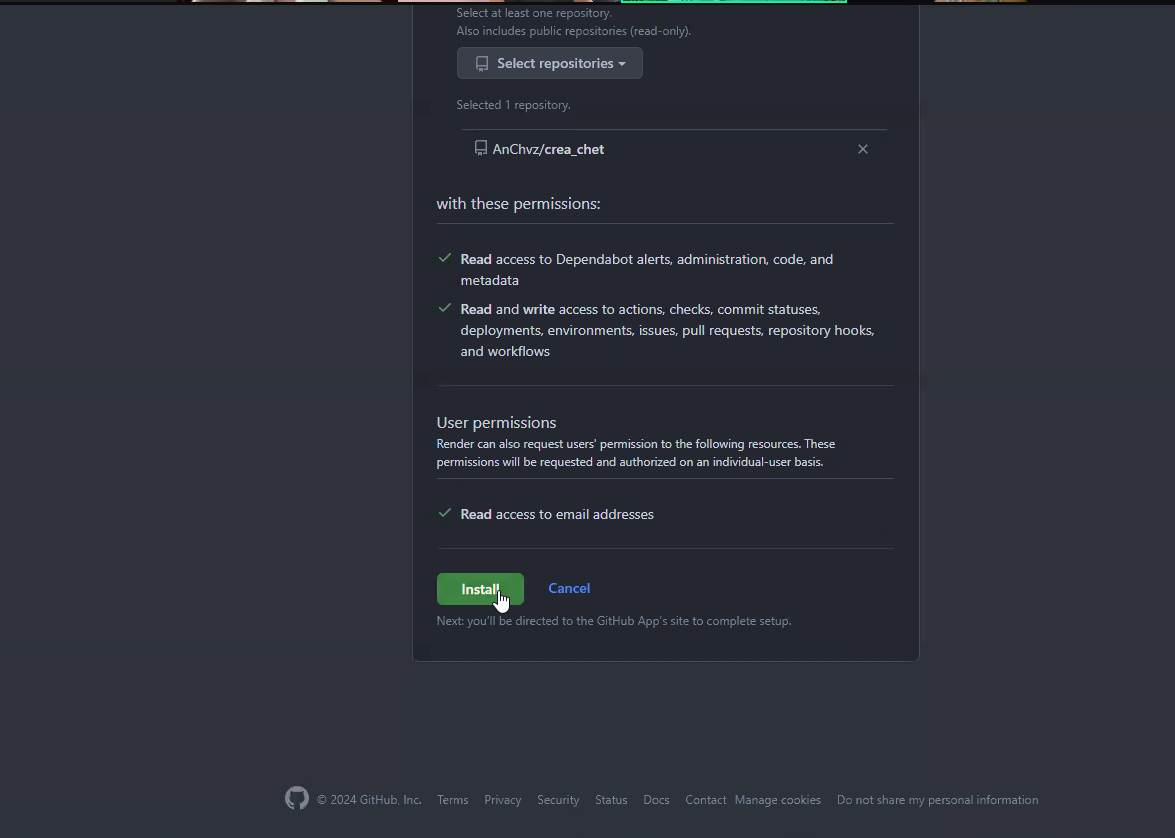 Select at least one repository.
Also includes public repositories (read-only).
Select repositories
Selected 1 repository.
AnChvz/crea_chet
with these permissions:
Read access to Dependabot alerts, administration, code, and
metadata
Read and write access to actions, checks, commit statuses,
deployments, environments, issues, pull requests, repository hooks,
and workflows
User permissions
Render can also request users' permission to the following resources. These
permissions will be requested and authorized on an individual-user basis.
Read access to email addresses
Install Cancel
Next: you'll be directed to the GitHub App's site to complete setup.
© 2024 GitHub, Inc. Terms Privacy Security Status Docs Contact Manage cookies Do not share my personal information